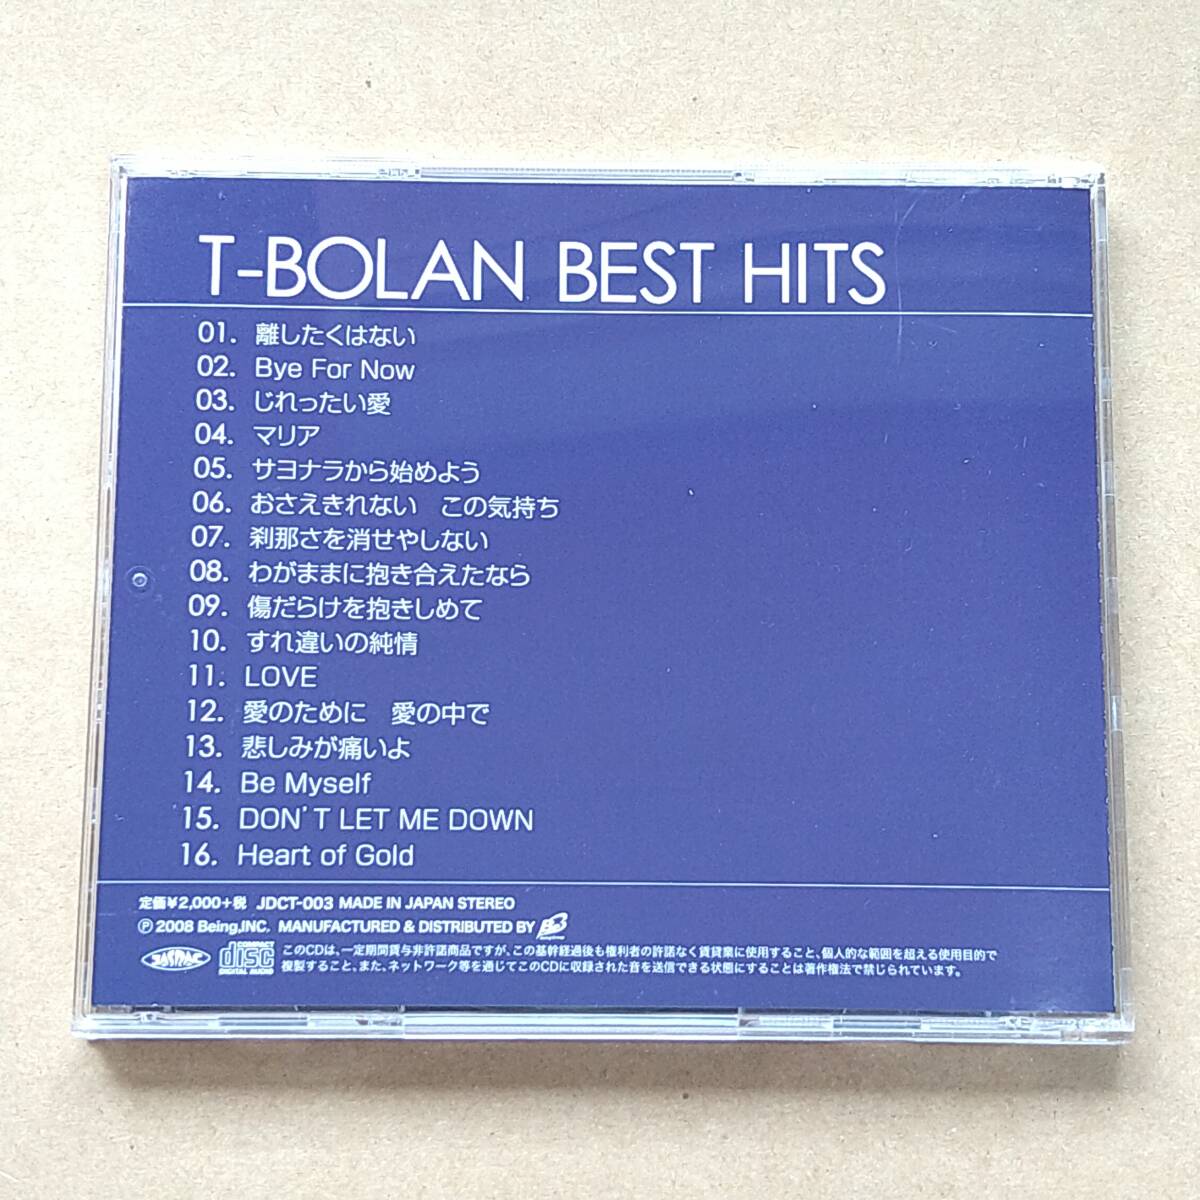 T-BOLAN BEST HITS
01. 離したくはない
02. Bye For Now
03. じれったい愛
04. マリア
05. サヨナラから始めよう
06. おさえきれない　この気持ち
07. 刹那さを消せやしない
08. わがままに抱き合えたなら
09. 傷だらけを抱きしめて
10. すれ違いの純情
11. LOVE
12. 愛のために　愛の中で
13. 悲しみが痛いよ
14. Be Myself
15. DON'T LET ME DOWN
16. Heart of Gold
定価¥2,000+税 JDCT-003 MADE IN JAPAN STEREO
Ⓟ 2008 Being,INC. MANUFACTURED & DISTRIBUTED BY
JASRAC COMPACT disc DIGITAL AUDIO
このCDは、一定期間賃与非許諾商品ですが、この基幹経過後も権利者の許諾なく賃貸業に使用すること、個人的な範囲を超える使用目的で
複製すること、また、ネットワーク等を通じてこのCDに収録された音を送信できる状態にすることは著作権法で禁じられています。